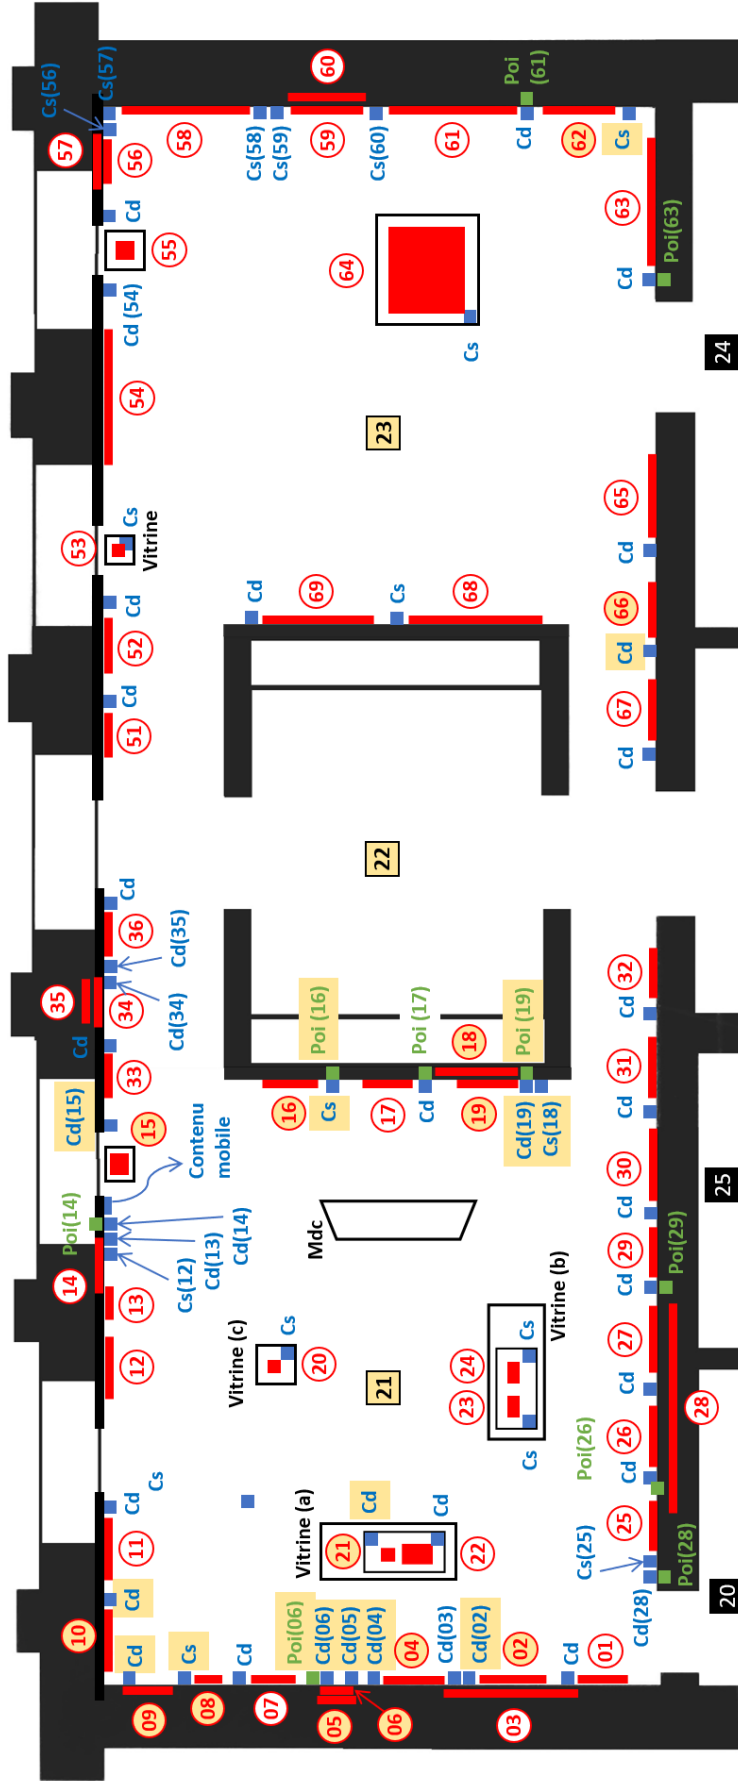 Cs(56)
Cs(57)
57
56
58
Cs(58)
Cs(59)
60
59
Cs(60)
61
Poi
(61)
Cd
62
Cs
63
Cd
Poi(63)
Cd
55
Cd (54)
54
64
Cs
23
24
53
Cs
Vitrine
Cd
52
Cd
51
Cd
69
Cs
68
65
Cd
66
Cd
67
Cd
22
Cd
36
Cd(35)
35
34
Cd(34)
Cd
33
Cd(15)
15
Contenu
mobile
Poi(14)
Cd(14)
Cd(13)
Cs(12)
14
13
12
16
Poi (16)
Cs
17
Poi (17)
Cd
18
19
Poi (19)
Cd(19)
Cs(18)
Mdc
32
Cd
31
Cd
30
Cd
29
Cd
Poi(29)
25
27
Cd
26
Cd
Poi(26)
28
25
Cs(25)
Cd(28)
Poi(28)
20
Vitrine (c)
Cs
20
21
Vitrine (b)
Cs
24
23
Cs
Vitrine (a)
21
Cd
Cd
22
Cs
Cd
11
Cd
10
Cd
09
Cs
08
Cd
07
Poi(06)
Cd(06)
Cd(05)
Cd(04)
05
06
04
Cd(03)
Cd(02)
02
03
Cd
01